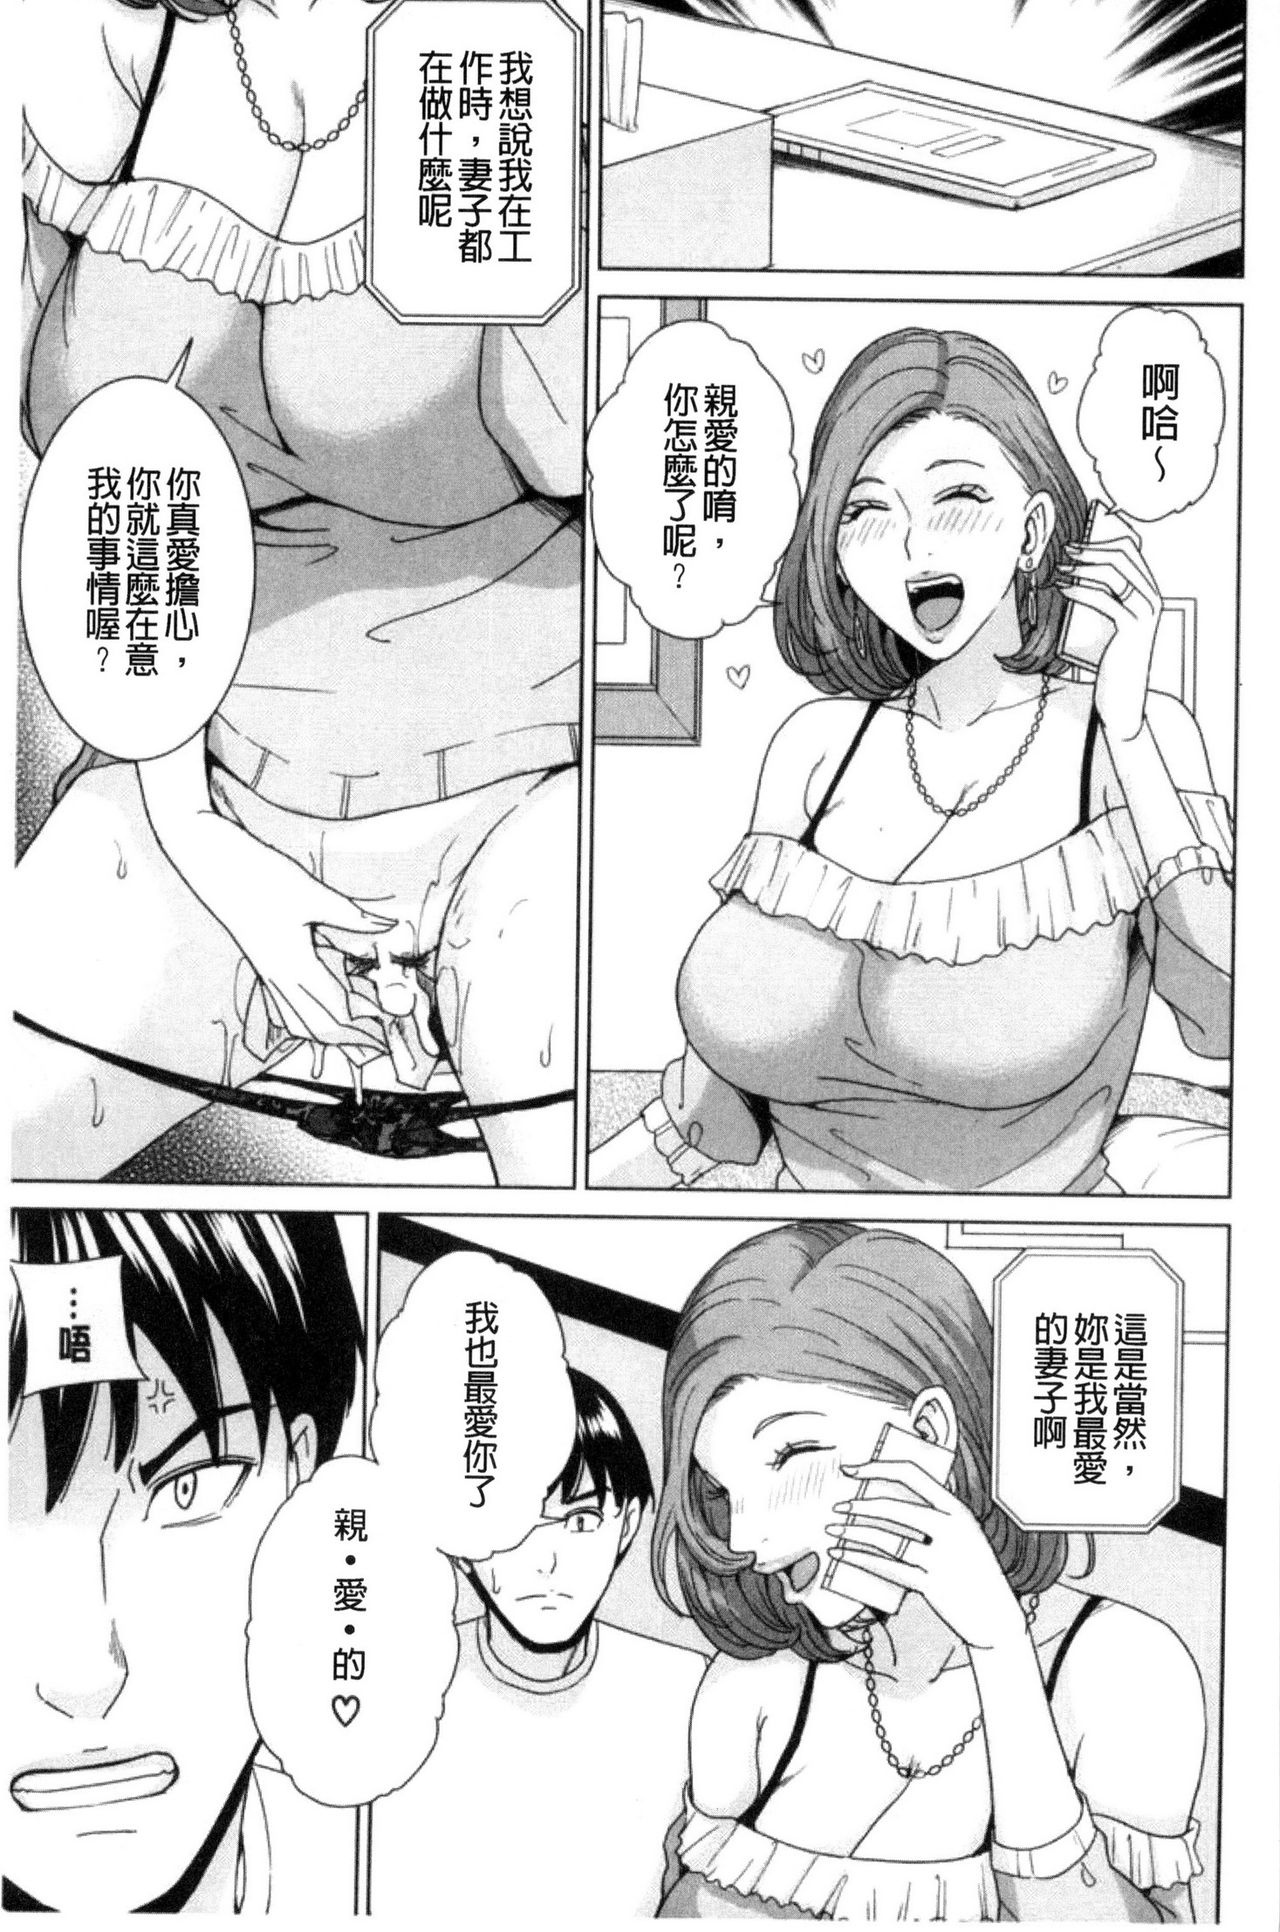 啊哈～
親愛的唷，
你怎麼了呢？
我想說我在工
作時，妻子都
在做什麼呢
你真愛擔心，
你就這麼在意
我的事情喔？
這是當然，
妳是我最愛
的妻子啊
我也最愛你了
親・愛・的♡
…唔